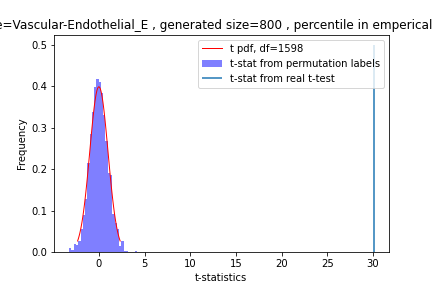 =Vascular-Endothelial_E , generated size=800 , percentile in emperical
t pdf, df=1598
t-stat from permutation labels
t-stat from real t-test
Frequency
0.5
0.4
0.3
0.2
0.1
0.0
0 5 10 15 20 25 30
t-statistics